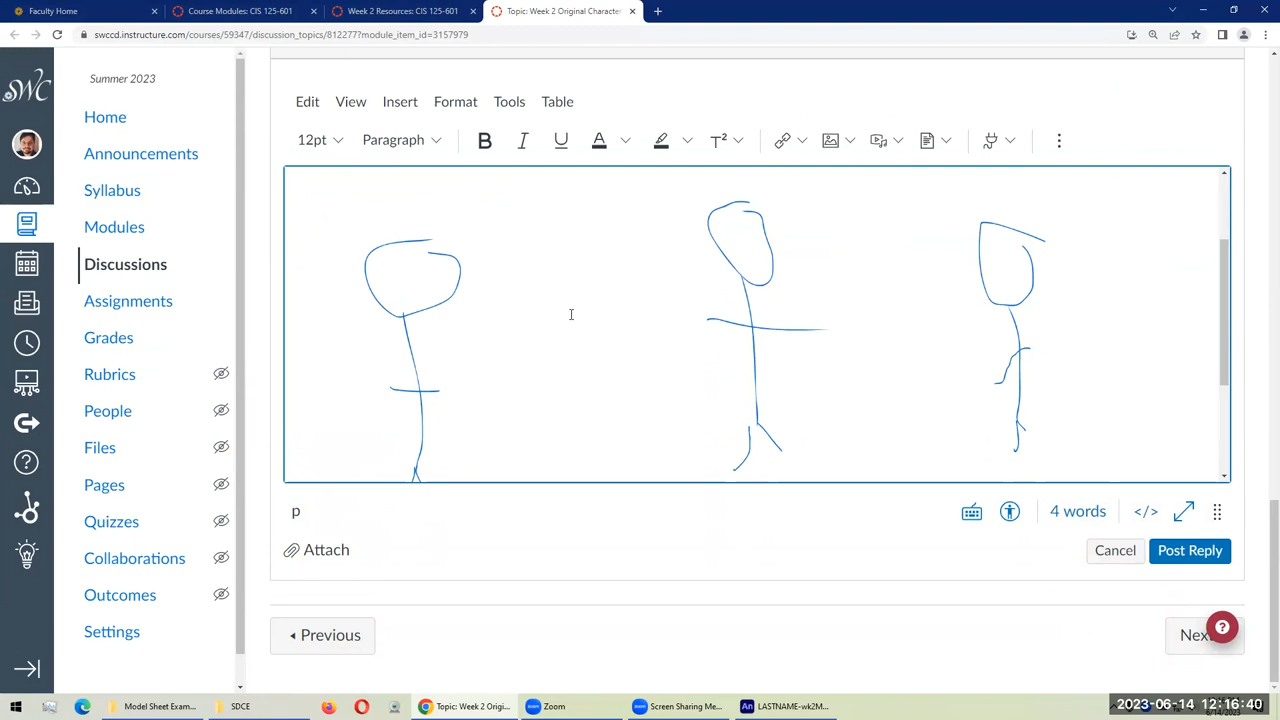 Faculty Home
Course Modules: CIS 125-601
Week 2 Resources: CIS 125-601
Topic: Week 2 Original Character
swccd.instructure.com/courses/59347/discussion_topics/812277?module_item_id=3157979
SWC
Summer 2023
Home
Announcements
Syllabus
Modules
Discussions
Assignments
Grades
Rubrics
People
Files
Pages
Quizzes
Collaborations
Outcomes
Settings
Edit View Insert Format Tools Table
12pt Paragraph B I U A T²
p
4 words </>
Attach
Cancel Post Reply
Previous
Next
Model Sheet Exam...
SDCE
Topic: Week 2 Origi...
Zoom
Screen Sharing Me...
An LASTNAME-wk2M...
2023-06-14 12:16:40